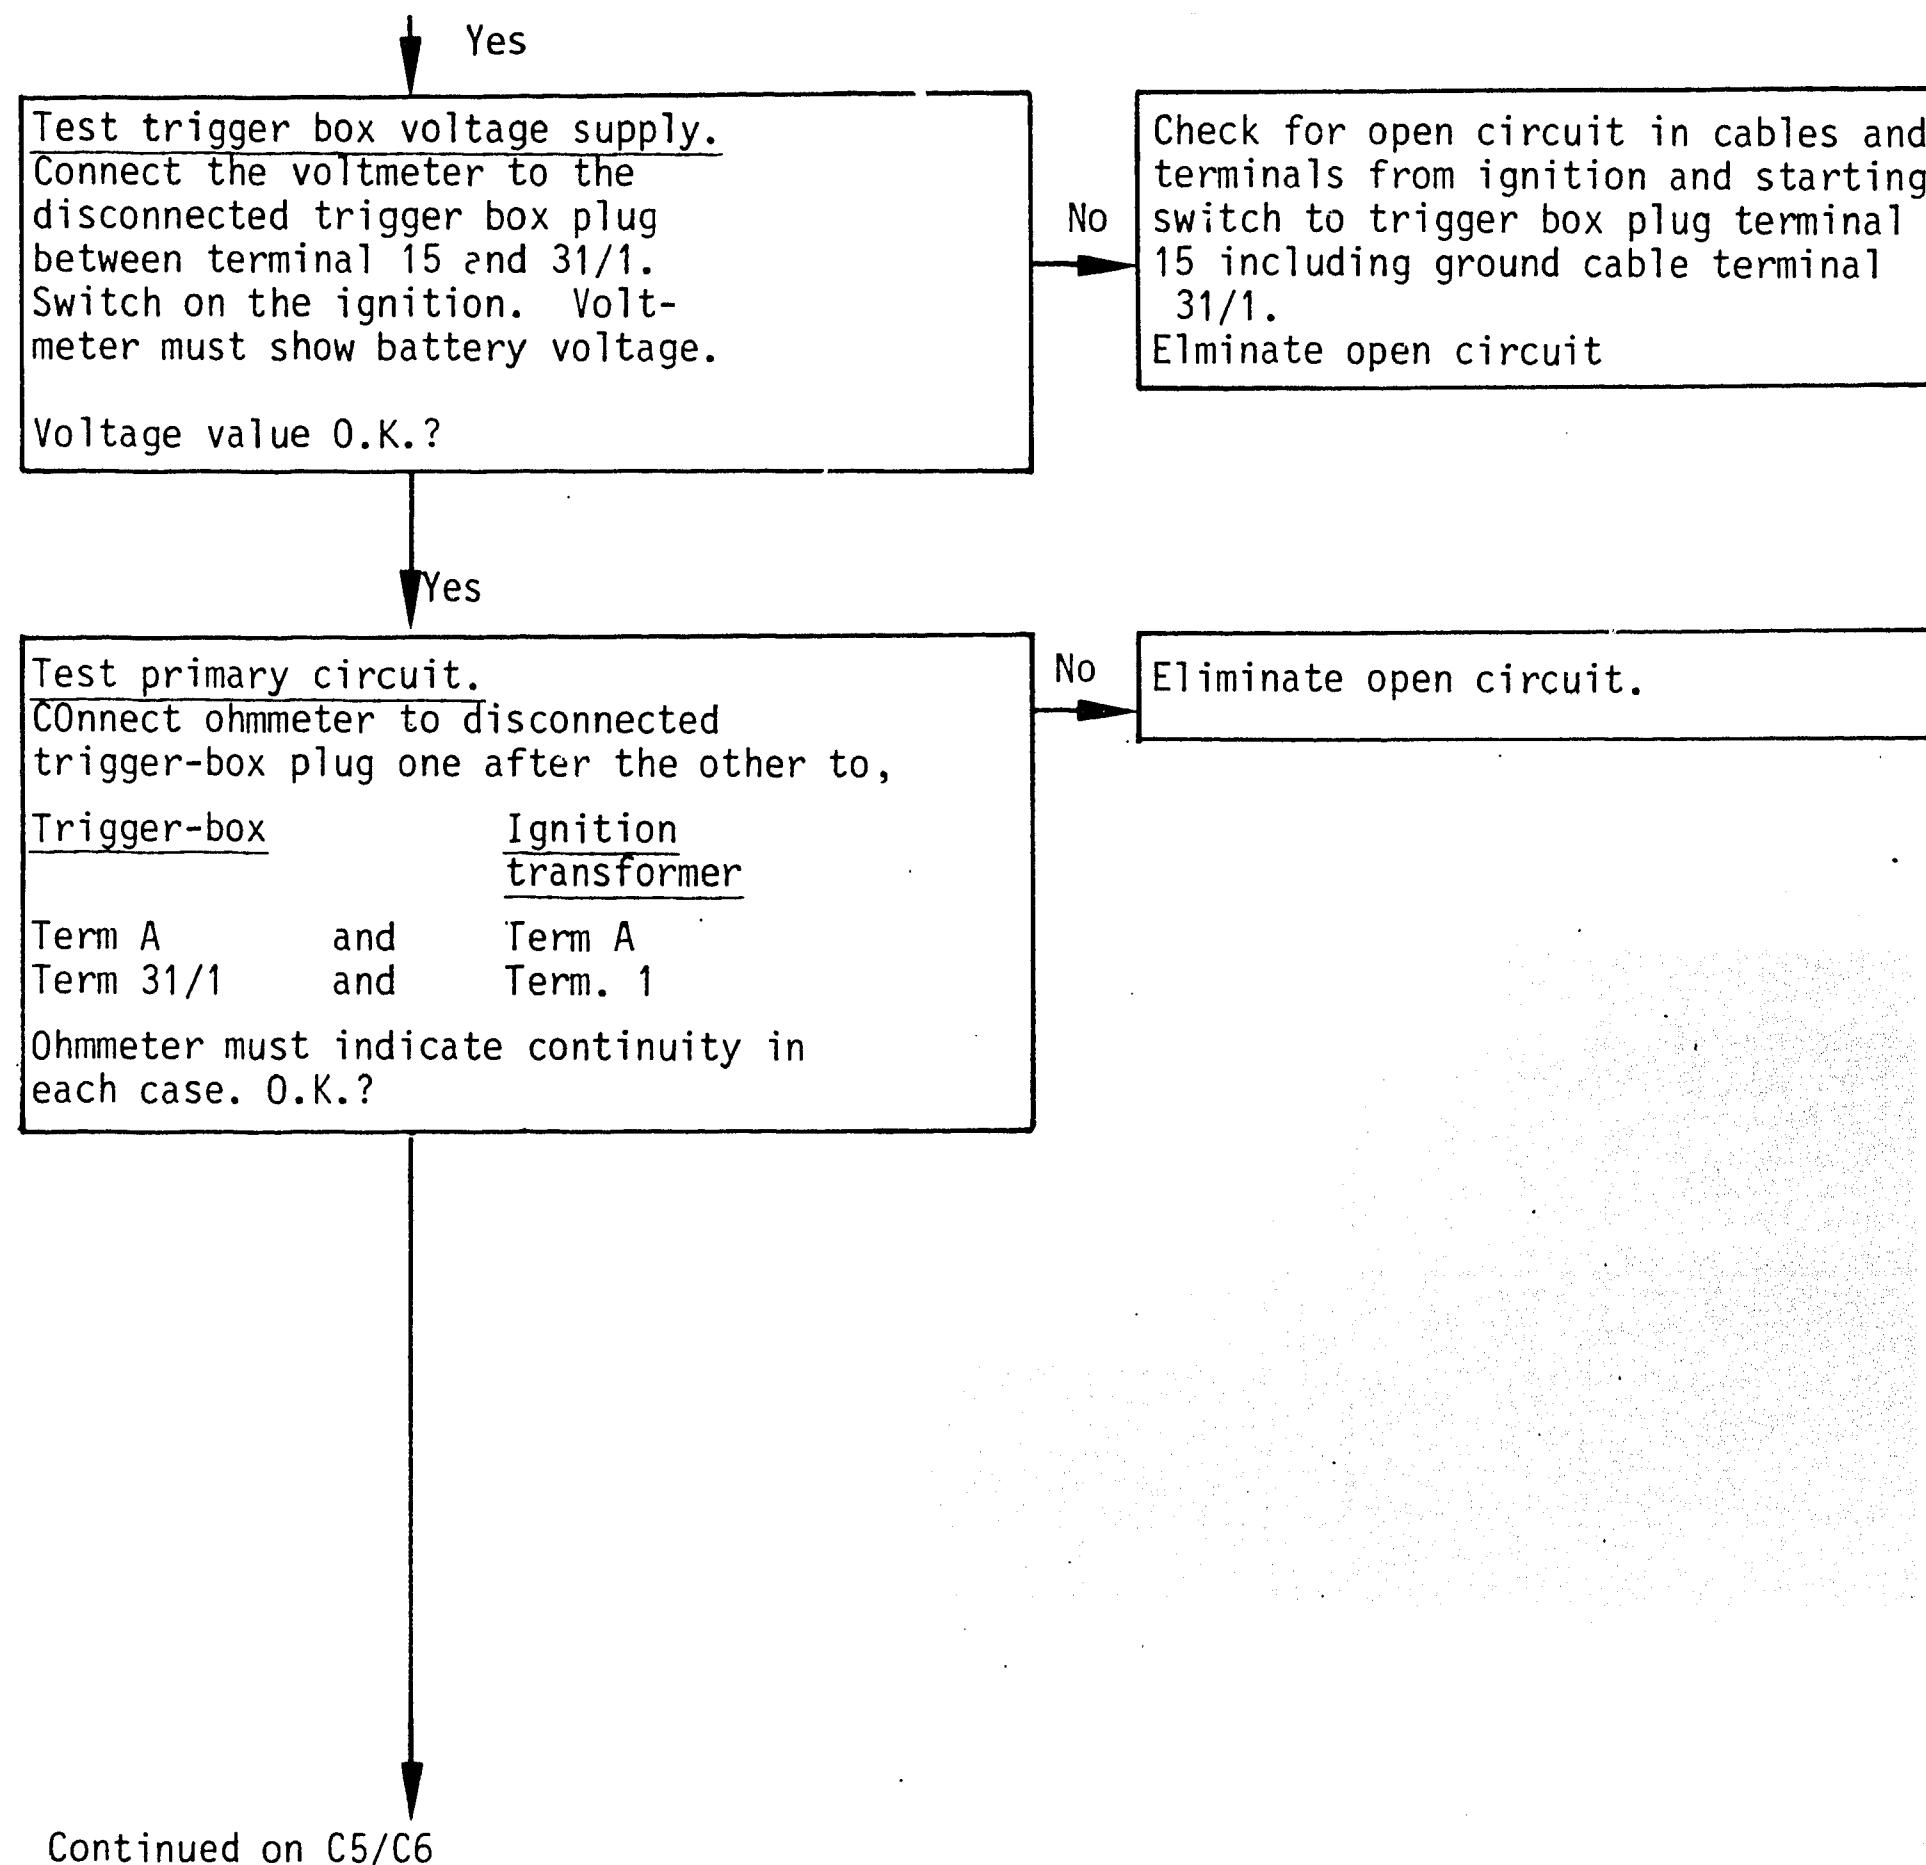 Yes
Test trigger box voltage supply.
Connect the voltmeter to the
disconnected trigger box plug
between terminal 15 and 31/1.
Switch on the ignition. Volt-
meter must show battery voltage.
Voltage value O.K.?
No
Check for open circuit in cables and
terminals from ignition and starting
switch to trigger box plug terminal
15 including ground cable terminal
31/1.
Elminate open circuit
Yes
Test primary circuit.
COnnect ohmmeter to disconnected
trigger-box plug one after the other to,
Trigger-box Ignition
transformer
Term A and Term A
Term 31/1 and Term. 1
Ohmmeter must indicate continuity in
each case. O.K.?
No
Eliminate open circuit.
Continued on C5/C6